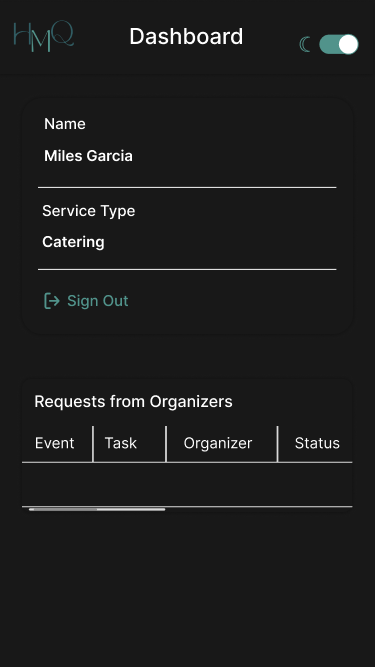 HMQ
Dashboard
Name
Miles Garcia
Service Type
Catering
Sign Out
Requests from Organizers
Event Task Organizer Status